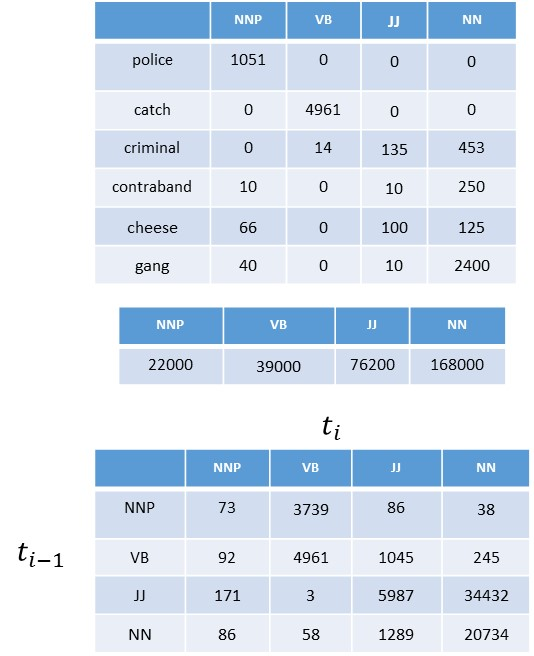 NNP VB JJ NN
police 1051 0 0 0
catch 0 4961 0 0
criminal 0 14 135 453
contraband 10 0 10 250
cheese 66 0 100 125
gang 40 0 10 2400
NNP VB JJ NN
22000 39000 76200 168000
t_i
NNP VB JJ NN
NNP 73 3739 86 38
t_{i−1}
VB 92 4961 1045 245
JJ 171 3 5987 34432
NN 86 58 1289 20734